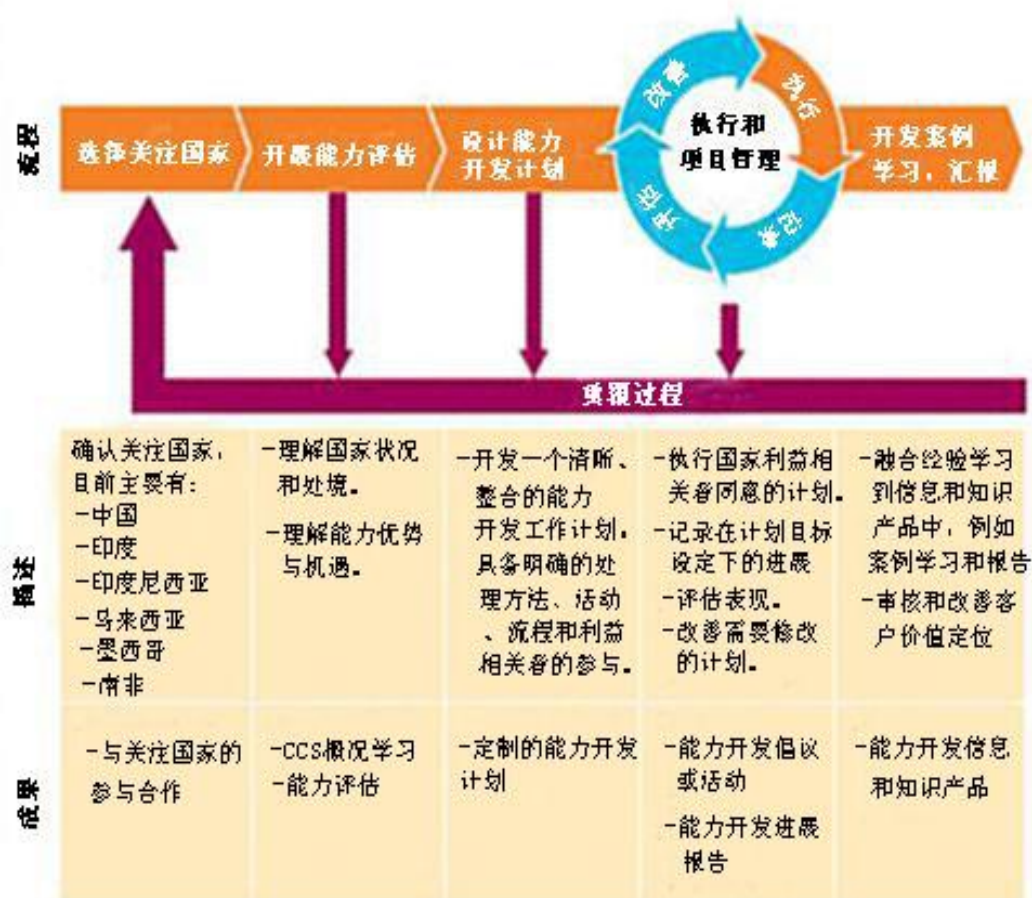 流程
选择关注国家
开展能力评估
设计能力
开发计划
改善
执行
记录
评估
执行和
项目管理
开发案例
学习，汇报
重复过程
描述
确认关注国家，
目前主要有：
-中国
-印度
-印度尼西亚
-马来西亚
-墨西哥
-南非
-理解国家状况
和处境。
-理解能力优势
与机遇。
-开发一个清晰、
整合的能力
开发工作计划。
具备明确的处
理方法、活动
、流程和利益
相关者的参与。
-执行国家利益相
关者同意的计划。
-记录在计划目标
设定下的进展
-评估表现。
-改善需要修改
的计划。
-融合经验学习
到信息和知识
产品中，例如
案例学习和报告
-审核和改善客
户价值定位
成果
-与关注国家的
参与合作
-CCS概况学习
-能力评估
-定制的能力开发
计划
-能力开发倡议
或活动
-能力开发进展
报告
-能力开发信息
和知识产品